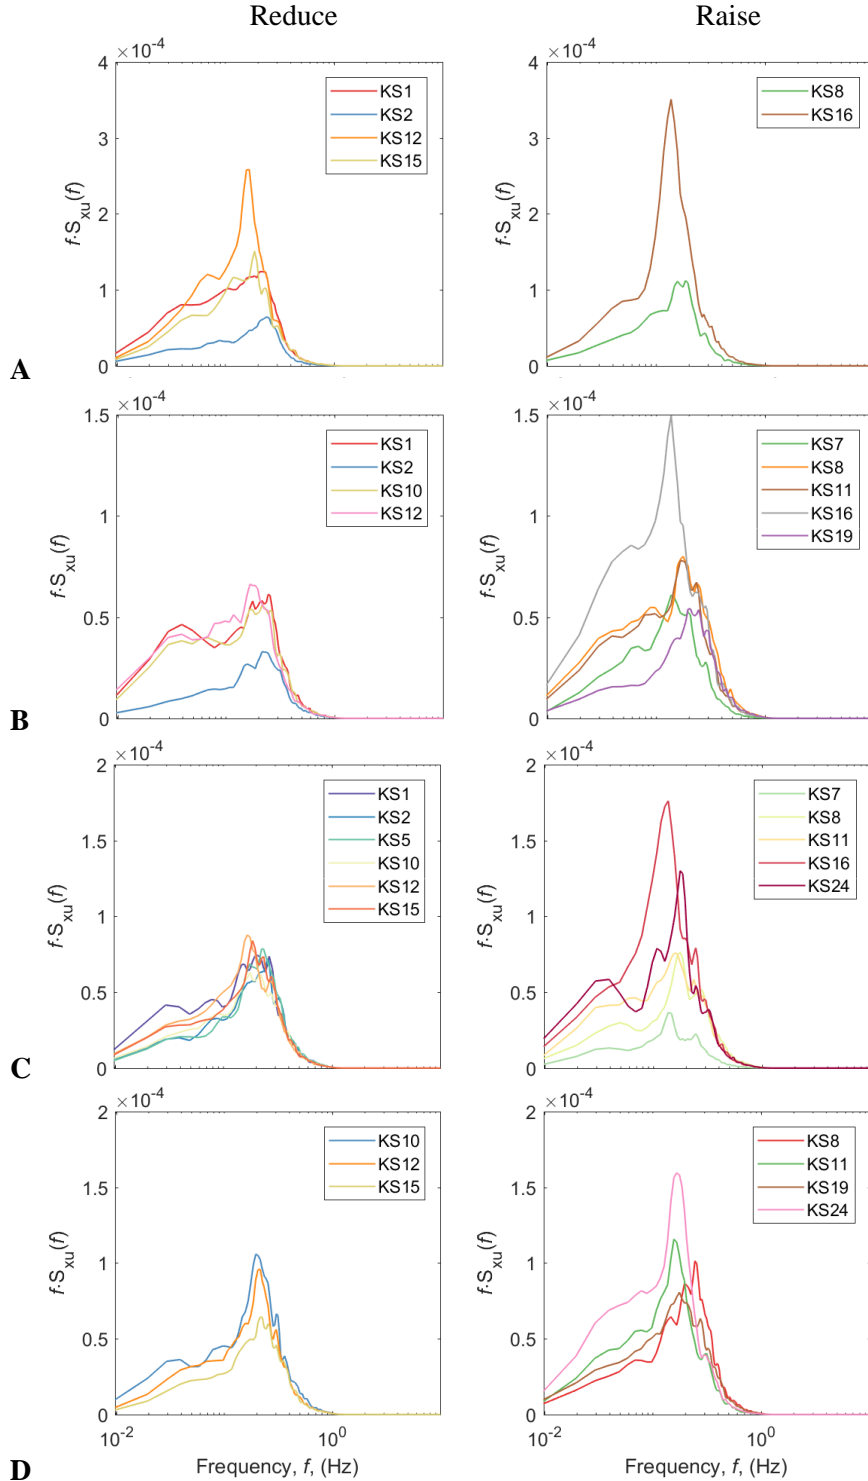 Reduce Raise
×10⁻⁴ ×10⁻⁴
4 4
3 3
2 2
1 1
0 0
f·Sxu(f) f·Sxu(f)
KS1
KS2
KS12
KS15
KS8
KS16
A
×10⁻⁴ ×10⁻⁴
1.5 1.5
1 1
0.5 0.5
0 0
f·Sxu(f) f·Sxu(f)
KS1
KS2
KS10
KS12
KS7
KS8
KS11
KS16
KS19
B
×10⁻⁴ ×10⁻⁴
2 2
1.5 1.5
1 1
0.5 0.5
0 0
f·Sxu(f) f·Sxu(f)
KS1
KS2
KS5
KS10
KS12
KS15
KS7
KS8
KS11
KS16
KS24
C
×10⁻⁴ ×10⁻⁴
2 2
1.5 1.5
1 1
0.5 0.5
0 0
f·Sxu(f) f·Sxu(f)
KS10
KS12
KS15
KS8
KS11
KS19
KS24
10⁻² 10⁰ 10⁻² 10⁰
Frequency, f, (Hz) Frequency, f, (Hz)
D